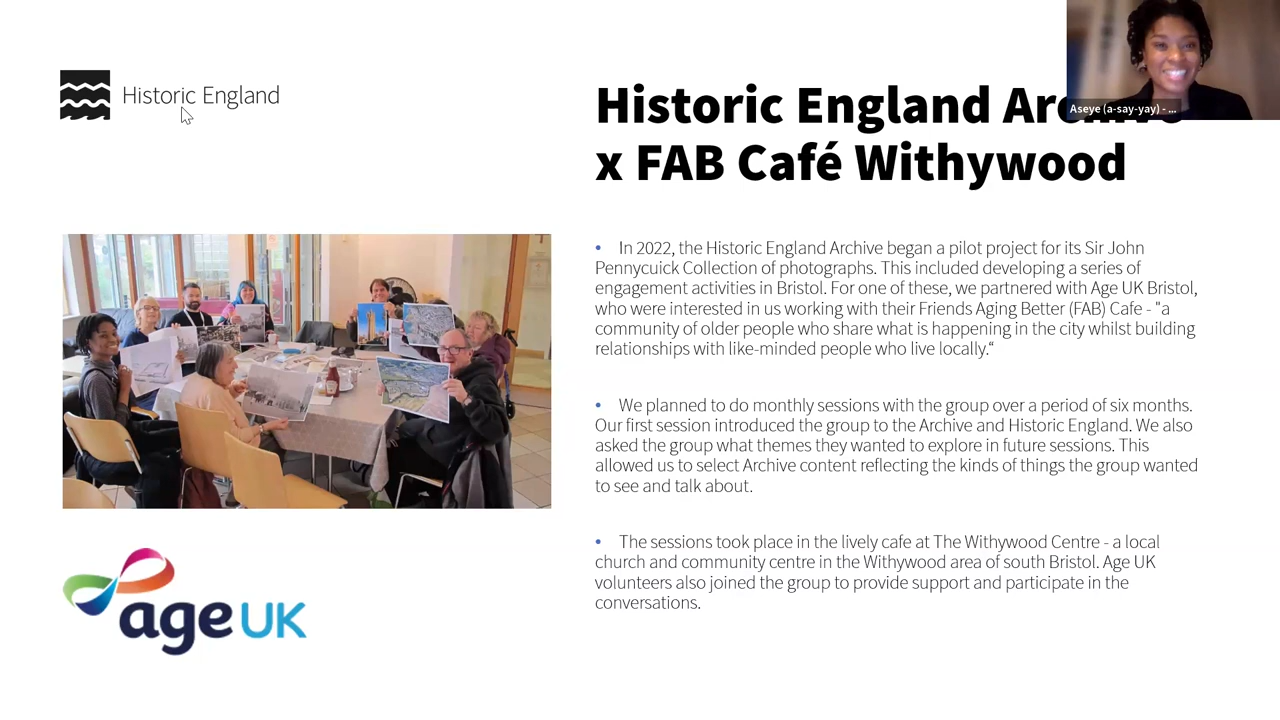 Historic England
Historic England Archive
x FAB Café Withywood
Aseye (a-say-yay) - ...
• In 2022, the Historic England Archive began a pilot project for its Sir John
Pennycuick Collection of photographs. This included developing a series of
engagement activities in Bristol. For one of these, we partnered with Age UK Bristol,
who were interested in us working with their Friends Aging Better (FAB) Cafe - "a
community of older people who share what is happening in the city whilst building
relationships with like-minded people who live locally.“
• We planned to do monthly sessions with the group over a period of six months.
Our first session introduced the group to the Archive and Historic England. We also
asked the group what themes they wanted to explore in future sessions. This
allowed us to select Archive content reflecting the kinds of things the group wanted
to see and talk about.
• The sessions took place in the lively cafe at The Withywood Centre - a local
church and community centre in the Withywood area of south Bristol. Age UK
volunteers also joined the group to provide support and participate in the
conversations.
age UK